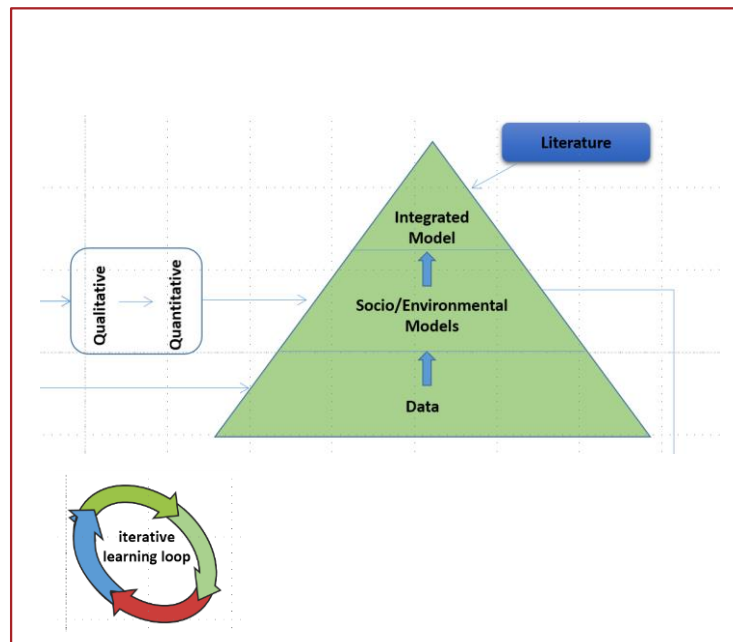 Literature
Integrated
Model
Qualitative
Quantitative
Socio/Environmental
Models
Data
iterative
learning loop